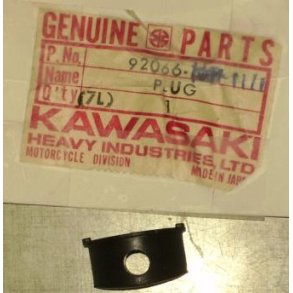 GENUINE PARTS
P. No. 92066-
Name PLUG
Q'ty (7L) 1
KAWASAKI
HEAVY INDUSTRIES, LTD
MOTORCYCLE DIVISION MADE IN JAPAN